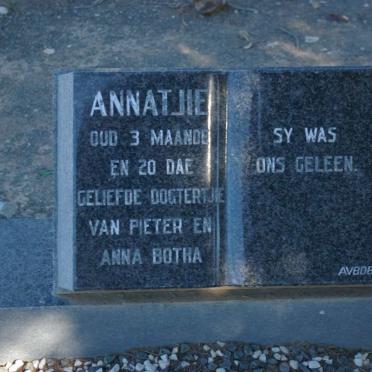 ANNATJIE
OUD 3 MAANDE
EN 20 DAE
GELIEFDE DOGTERTJIE
VAN PIETER EN
ANNA BOTHA
SY WAS
ONS GELEEN.